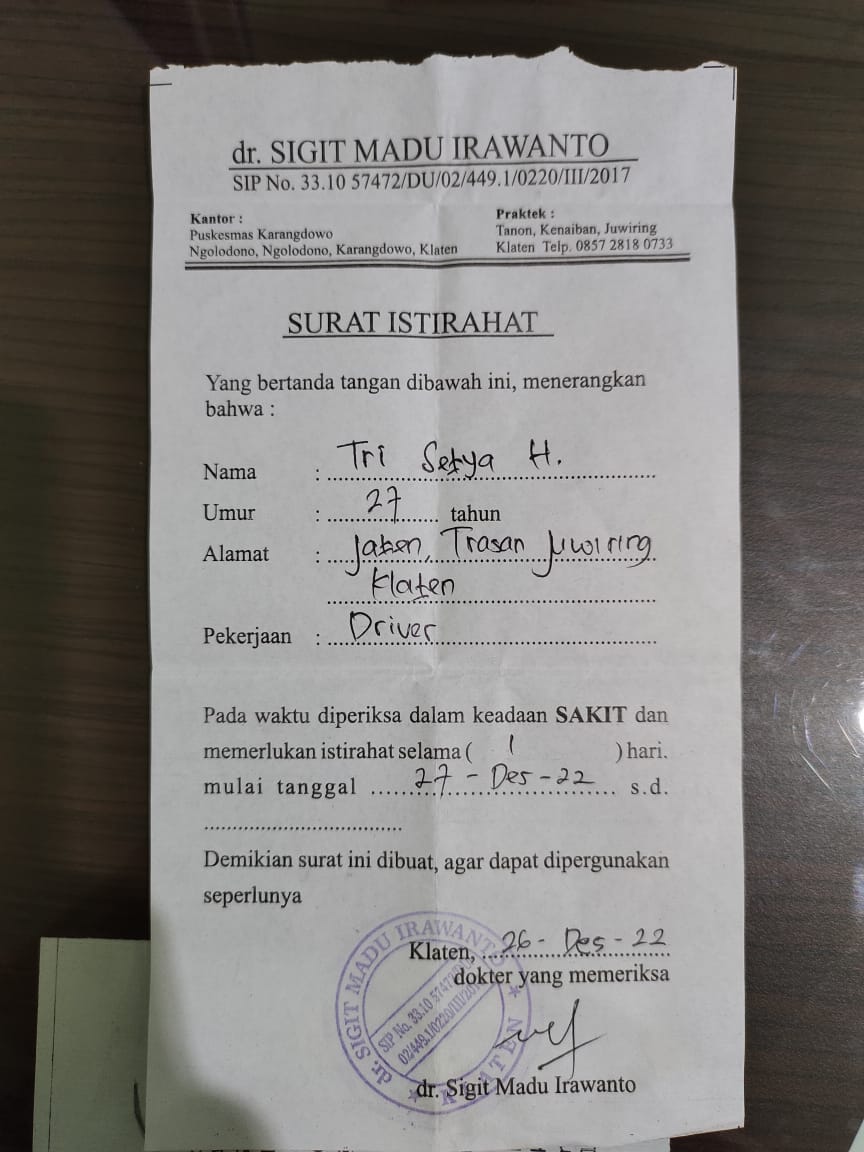 dr. SIGIT MADU IRAWANTO
SIP No. 33.10 57472/DU/02/449.1/0220/III/2017
Kantor :
Puskesmas Karangdowo
Ngolodono, Ngolodono, Karangdowo, Klaten
Praktek :
Tanon, Kenaiban, Juwiring
Klaten Telp. 0857 2818 0733
SURAT ISTIRAHAT
Yang bertanda tangan dibawah ini, menerangkan
bahwa :
Nama : Tri Setya H.
Umur : 27 tahun
Alamat : Jaten, Trasan Juwiring
Klaten
Pekerjaan : Driver
Pada waktu diperiksa dalam keadaan SAKIT dan
memerlukan istirahat selama ( 1 ) hari.
mulai tanggal 27 - Des - 22 s.d.
Demikian surat ini dibuat, agar dapat dipergunakan
seperlunya
Klaten, 26 - Des - 22
dokter yang memeriksa
dr. SIGIT MADU IRAWANTO
SIP No. 33.10 57472
02/449.1/0220/III/201
KLATEN
dr. Sigit Madu Irawanto